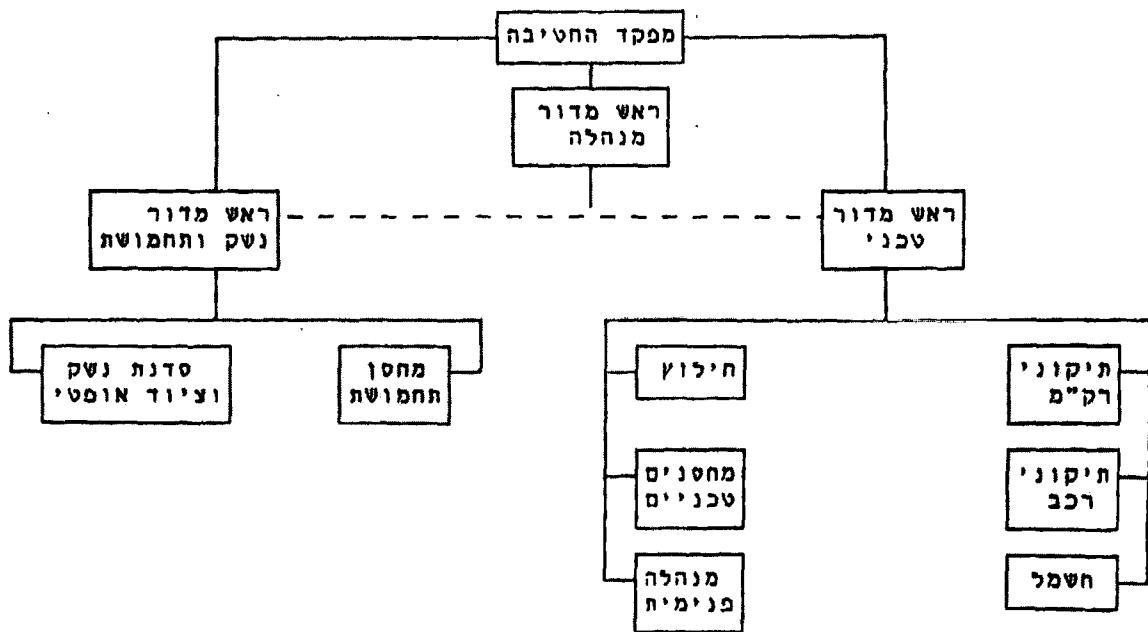 מפקד החטיבה
ראש מדור
מנהלה
ראש מדור
טכני
ראש מדור
נשק ותחמושת
תיקוני
רק"מ
תיקוני
רכב
חשמל
חילוץ
מחסנים
טכניים
מנהלה
פנימית
מחסן
תחמושת
סדנת נשק
וציוד אופטי